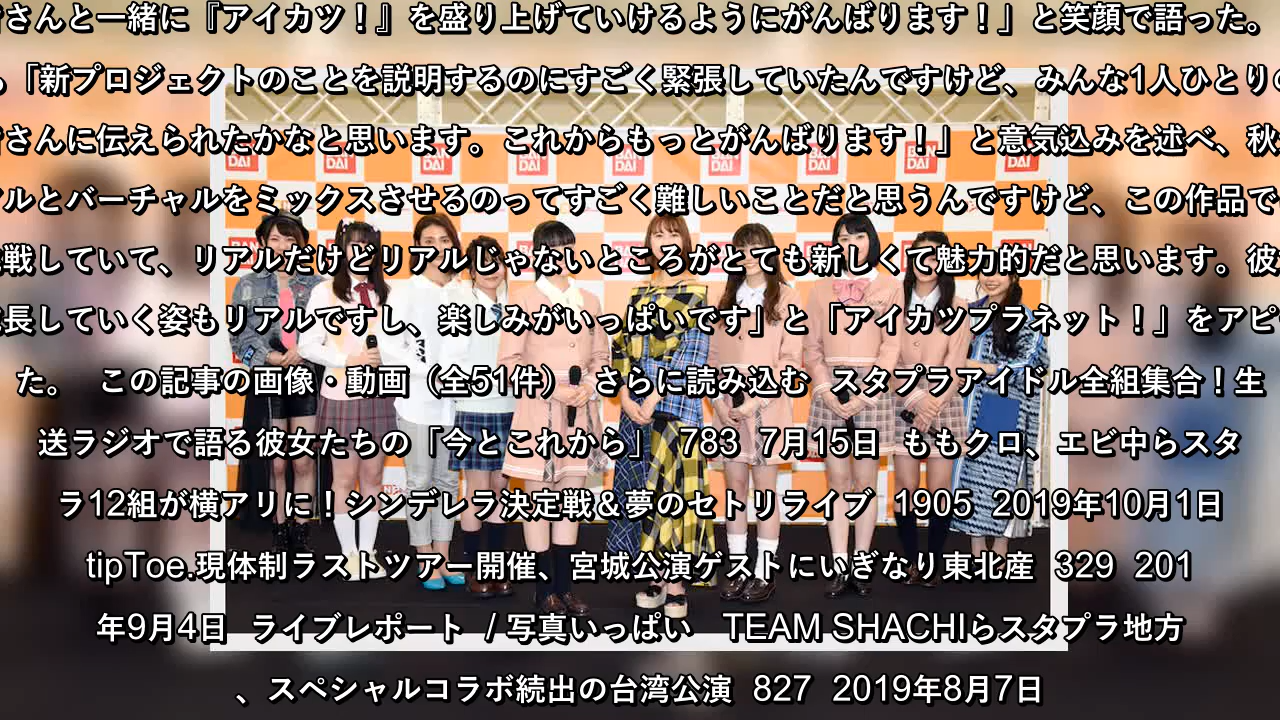 さんと一緒に『アイカツ！』を盛り上げていけるようにがんばります！」と笑顔で語った。
「新プロジェクトのことを説明するのにすごく緊張していたんですけど、みんな1人ひとりの
さんに伝えられたかなと思います。これからもっとがんばります！」と意気込みを述べ、秋
ルとバーチャルをミックスさせるのってすごく難しいことだと思うんですけど、この作品で
戦していて、リアルだけどリアルじゃないところがとても新しくて魅力的だと思います。彼
長していく姿もリアルですし、楽しみがいっぱいです」と「アイカツプラネット！」をアピ
た。 この記事の画像・動画（全51件） さらに読み込む スタプラアイドル全組集合！生
送ラジオで語る彼女たちの「今とこれから」 783 7月15日 ももクロ、エビ中らスタ
ラ12組が横アリに！シンデレラ決定戦＆夢のセトリライブ 1905 2019年10月1日
tipToe.現体制ラストツアー開催、宮城公演ゲストにいぎなり東北産 329 201
年9月4日 ライブレポート / 写真いっぱい TEAM SHACHIらスタプラ地方
、スペシャルコラボ続出の台湾公演 827 2019年8月7日
BAN DAI